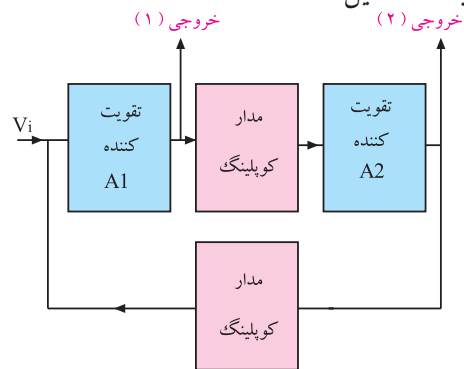 خروجی (۱)
خروجی (۲)
Vi
تقویت
کننده
A1
مدار
کوپلینگ
تقویت
کننده
A2
مدار
کوپلینگ